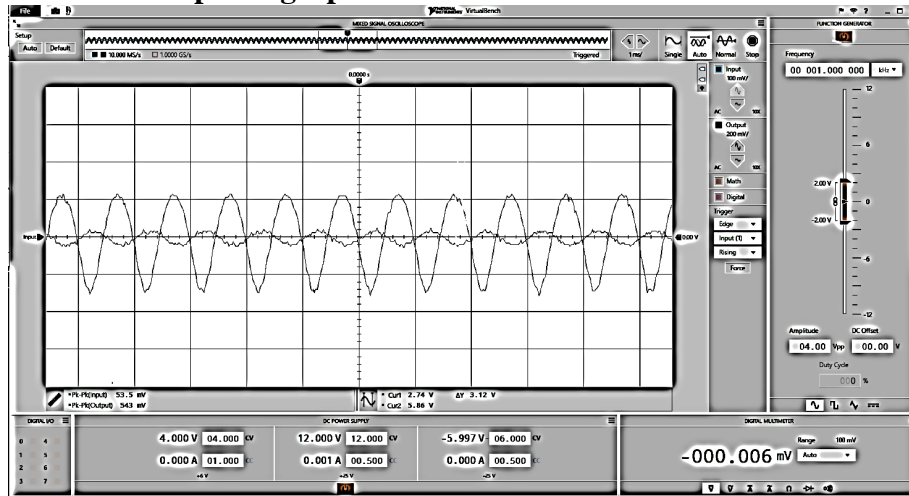 File
NATIONAL INSTRUMENTS VirtualBench
MIXED SIGNAL OSCILLOSCOPE
FUNCTION GENERATOR
Setup
Auto Default
10.000 MS/s 1.0000 GS/s
Triggered
1ms/
Single Auto Normal Stop
0.0000 s
Input
100 mV/
AC 10X
Output
200 mV/
AC 10X
Math
Digital
Trigger
Edge
Input (1)
Rising
Force
Input
0.00 V
Frequency
00 001.000 000 kHz
12
6
2.00 V
0
-2.00 V
-6
-12
Amplitude DC Offset
04.00 Vpp 00.00 V
Duty Cycle
%
Pk-Pk(Input) 53.5 mV
Pk-Pk(Output) 543 mV
Cur1 2.74 V ΔY 3.12 V
Cur2 5.86 V
DIGITAL I/O
0 4
1 5
2 6
3 7
DC POWER SUPPLY
4.000 V 04.000 CV
0.000 A 01.000 CC
+6 V
12.000 V 12.000 CV
0.001 A 00.500 CC
+25 V
-5.997 V -06.000 CV
0.000 A 00.500 CC
-25 V
DIGITAL MULTIMETER
-000.006 mV
Range 100 mV
Auto